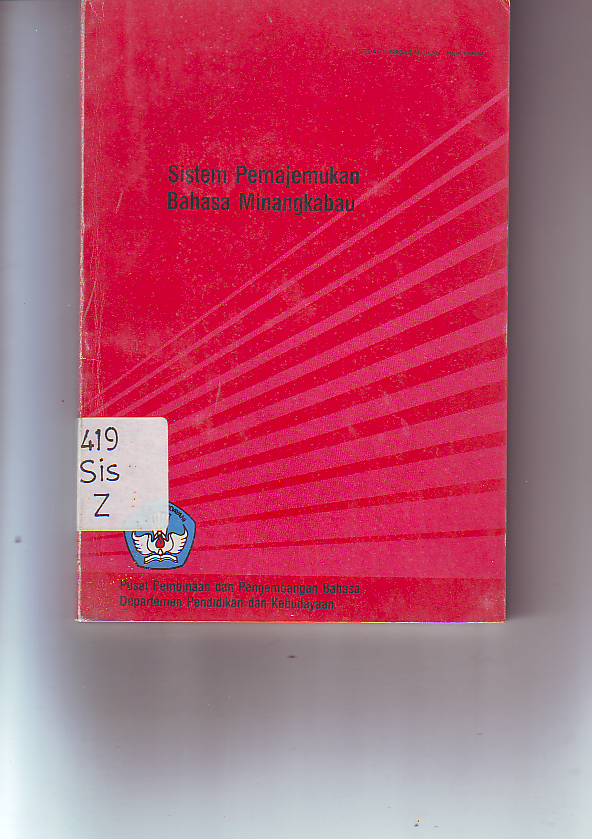 Sistem Pemajemukan
Bahasa Minangkabau
419
Sis
Z
Pusat Pembinaan dan Pengembangan Bahasa
Departemen Pendidikan dan Kebudayaan